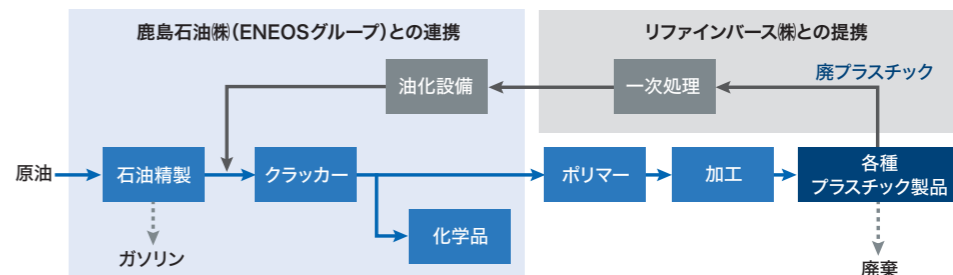 鹿島石油㈱（ENEOSグループ）との連携
リファインバース㈱との提携
油化設備
一次処理
廃プラスチック
原油
石油精製
クラッカー
ポリマー
加工
各種
プラスチック製品
化学品
ガソリン
廃棄